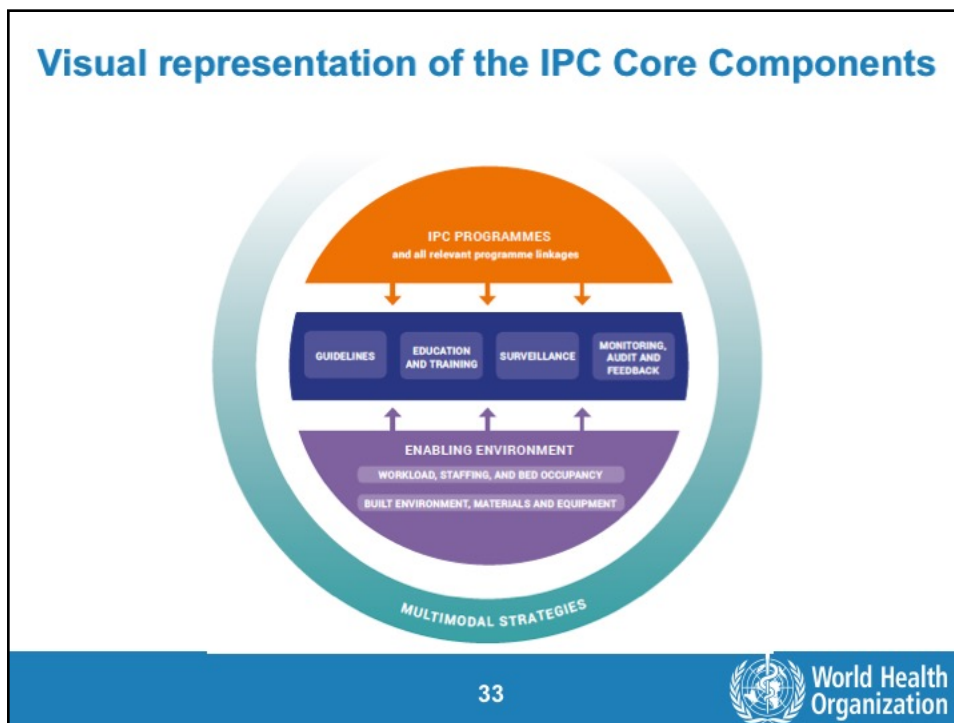 Visual representation of the IPC Core Components
IPC PROGRAMMES
and all relevant programme linkages
GUIDELINES
EDUCATION
AND TRAINING
SURVEILLANCE
MONITORING,
AUDIT AND
FEEDBACK
ENABLING ENVIRONMENT
WORKLOAD, STAFFING, AND BED OCCUPANCY
BUILT ENVIRONMENT, MATERIALS AND EQUIPMENT
MULTIMODAL STRATEGIES
33
World Health
Organization